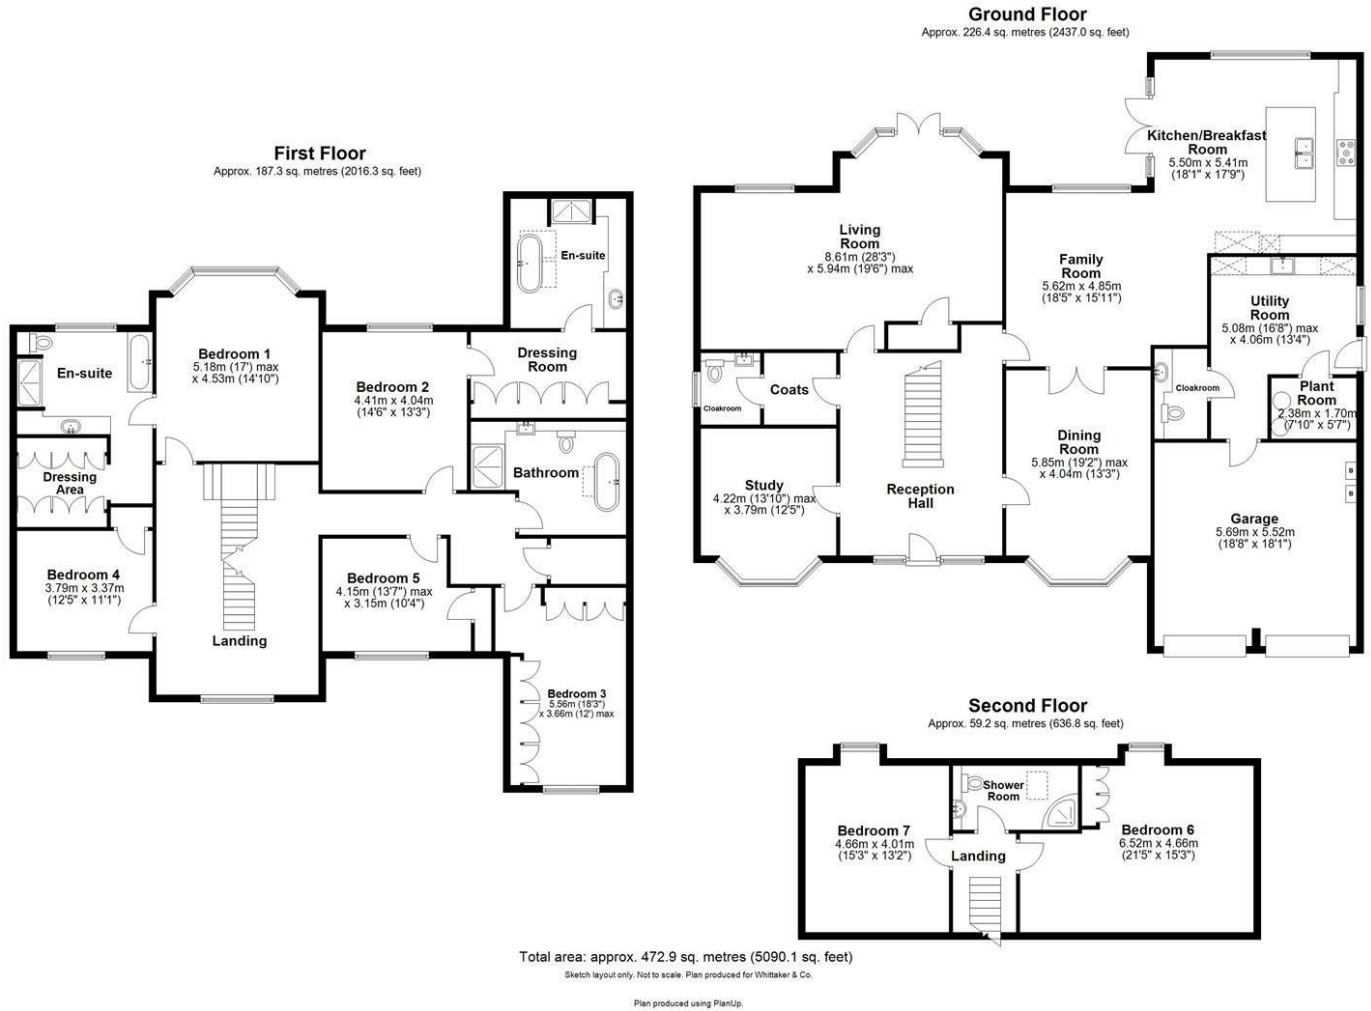 Ground Floor
Approx. 226.4 sq. metres (2437.0 sq. feet)
Kitchen/Breakfast
Room
5.50m x 5.41m
(18'1" x 17'9")
Living
Room
8.61m (28'3")
x 5.94m (19'6") max
Family
Room
5.62m x 4.85m
(18'5" x 15'11")
Utility
Room
5.08m (16'8") max
x 4.06m (13'4")
Cloakroom
Coats
Cloakroom
Plant
Room
2.38m x 1.70m
(7'10" x 5'7")
Dining
Room
5.85m (19'2") max
x 4.04m (13'3")
Study
4.22m (13'10") max
x 3.79m (12'5")
Reception
Hall
Garage
5.69m x 5.52m
(18'8" x 18'1")
First Floor
Approx. 187.3 sq. metres (2016.3 sq. feet)
En-suite
Bedroom 1
5.18m (17') max
x 4.53m (14'10")
En-suite
Bedroom 2
4.41m x 4.04m
(14'6" x 13'3")
Dressing
Room
Dressing
Area
Bathroom
Bedroom 4
3.79m x 3.37m
(12'5" x 11'1")
Bedroom 5
4.15m (13'7") max
x 3.15m (10'4")
Landing
Bedroom 3
5.56m (18'3")
x 3.66m (12') max
Second Floor
Approx. 59.2 sq. metres (636.8 sq. feet)
Shower
Room
Bedroom 7
4.66m x 4.01m
(15'3" x 13'2")
Landing
Bedroom 6
6.52m x 4.66m
(21'5" x 15'3")
Total area: approx. 472.9 sq. metres (5090.1 sq. feet)
Sketch layout only. Not to scale. Plan produced for Whittaker & Co.
Plan produced using PlanUp.